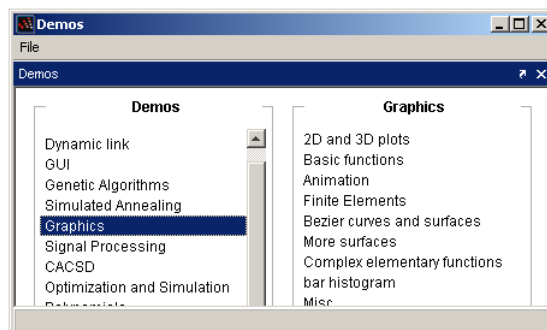 Demos
File
Demos
Demos
Dynamic link
GUI
Genetic Algorithms
Simulated Annealing
Graphics
Signal Processing
CACSD
Optimization and Simulation
Polynomials
Graphics
2D and 3D plots
Basic functions
Animation
Finite Elements
Bezier curves and surfaces
More surfaces
Complex elementary functions
bar histogram
Misc